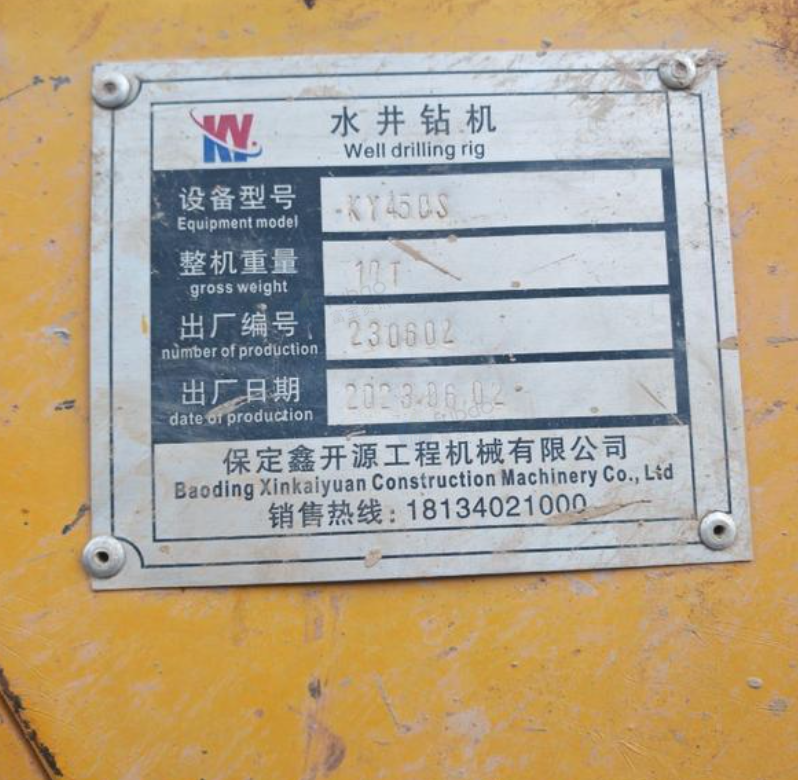 水井钻机
Well drilling rig
设备型号
Equipment model
KY450S
整机重量
gross weight
出厂编号
number of production
230602
出厂日期
date of production
2023.06.02
保定鑫开源工程机械有限公司
Baoding Xinkaiyuan Construction Machinery Co., Ltd
销售热线: 18134021000